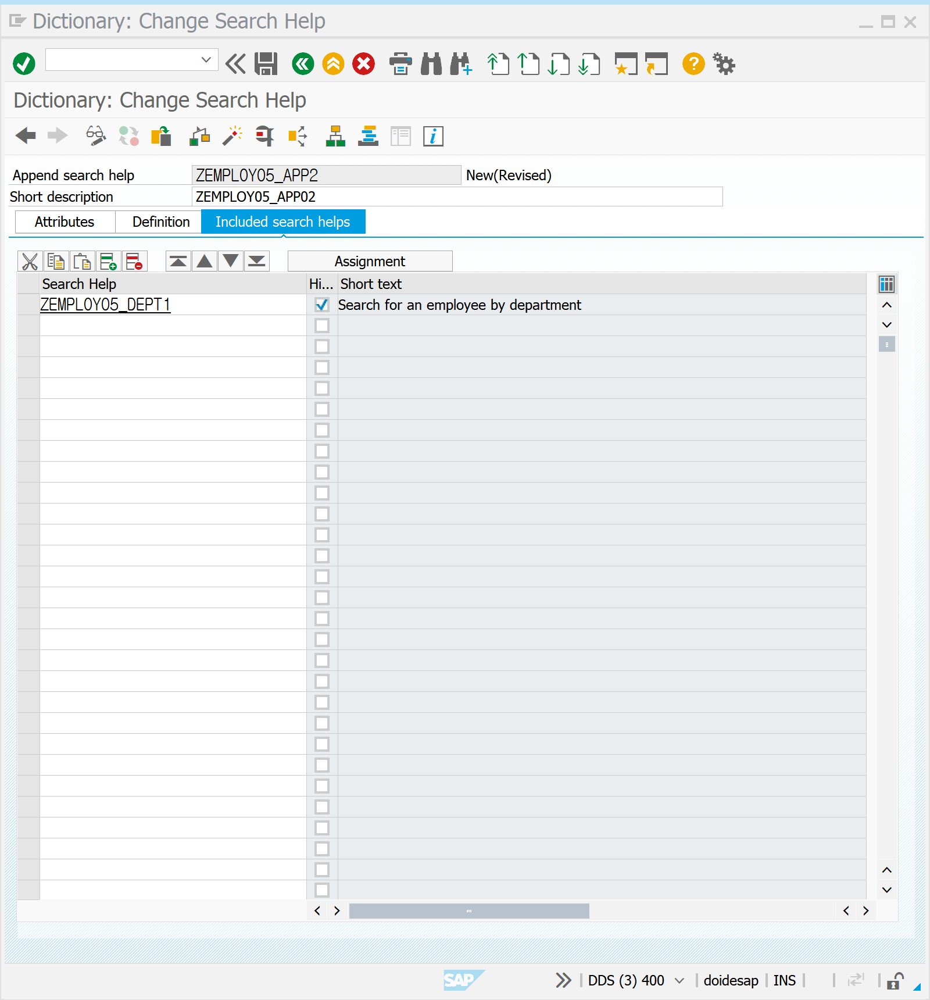 Dictionary: Change Search Help
Dictionary: Change Search Help
Append search help ZEMPLOY05_APP2 New(Revised)
Short description ZEMPLOY05_APP02
Attributes Definition Included search helps
Assignment
Search Help Hi... Short text
ZEMPLOY05_DEPT1 Search for an employee by department
SAP DDS (3) 400 doidesap INS